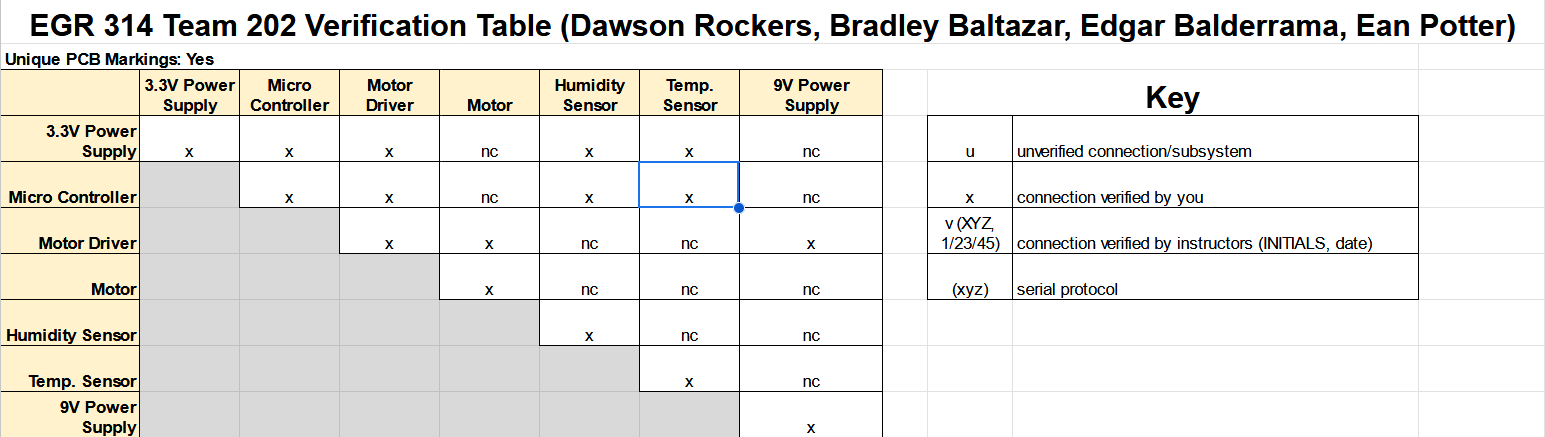 EGR 314 Team 202 Verification Table (Dawson Rockers, Bradley Baltazar, Edgar Balderrama, Ean Potter)
Unique PCB Markings: Yes
3.3V Power Supply Micro Controller Motor Driver Motor Humidity Sensor Temp. Sensor 9V Power Supply
3.3V Power Supply x x x nc x x nc
Micro Controller x x nc x x nc
Motor Driver x x nc nc x
Motor x nc nc nc
Humidity Sensor x nc nc
Temp. Sensor x nc
9V Power Supply x
Key
u unverified connection/subsystem
x connection verified by you
v (XYZ, 1/23/45) connection verified by instructors (INITIALS, date)
(xyz) serial protocol